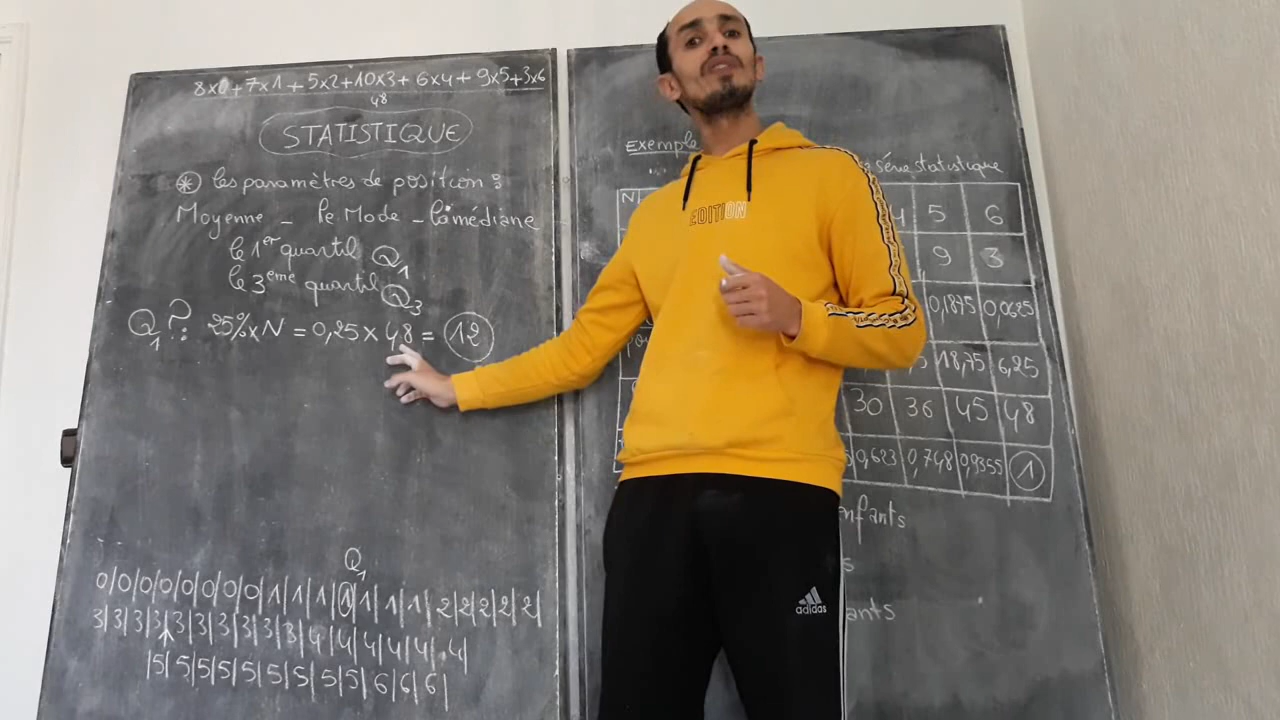 8x0+7x1+5x2+10x3+6x4+9x5+3x6
48
STATISTIQUE
les paramètres de position :
Moyenne - le Mode - la médiane
le 1er quartil Q1
le 3eme quartil Q3
Q1 ? : 25% x N = 0,25 x 48 = 12
Q1
0|0|0|0|0|0|0|0|1|1|1|1|1|1|1|2|2|2|2|2|
3|3|3|3|3|3|3|3|3|3|4|4|4|4|4|4|
|5|5|5|5|5|5|5|5|5|6|6|6|
Exemple série statistique
5 6
9 3
0,1875 0,0625
18,75 6,25
30 36 45 48
0,623 0,748 0,9355 1
EDITION
adidas